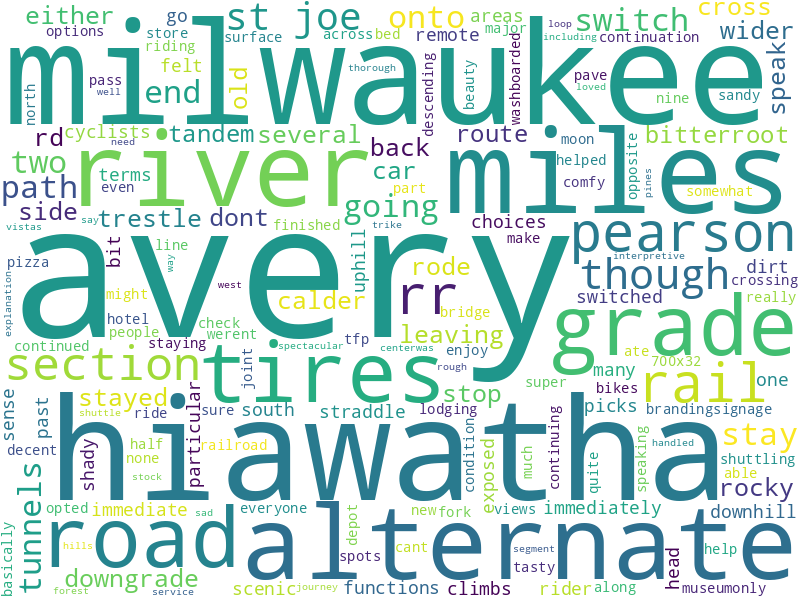 either go st joe onto switch cross
options store areas wider
riding surface across bed remote major continuation
milwaukee
felt thorough including loop
north pass old end descending washboarded beauty loved pave nine sandy speak
well
rd cyclists tandem several back route moon bitterroot
need
two river terms car miles helped opposite pines
path even part comfy somewhat
side trestle dont going choices pearson
say finished trike make
vistas avery
pizza bit line uphill rode though dirt
way interpretive
explanation might west calder rr bridge switched crossing really
hotel check leaving
continued people werent tfp enjoy ate 700x32 grade
staying spectacular centerwas
section tires joint rough super many rail one
shuttle stayed ride sure south straddle lodging stop bikes picks brandingsignage
sense past particular
decent half railroad hiawatha condition continuing speaking handled stay
shady none exposed much quite shuttling
stock able rocky
opted immediate sad everyone new fork views immediately downhill
basically tunnels road depot alternate
hills cant segment help
spots tasty head
downgrade scenic journey functions climbs rider along museumonly
forest service